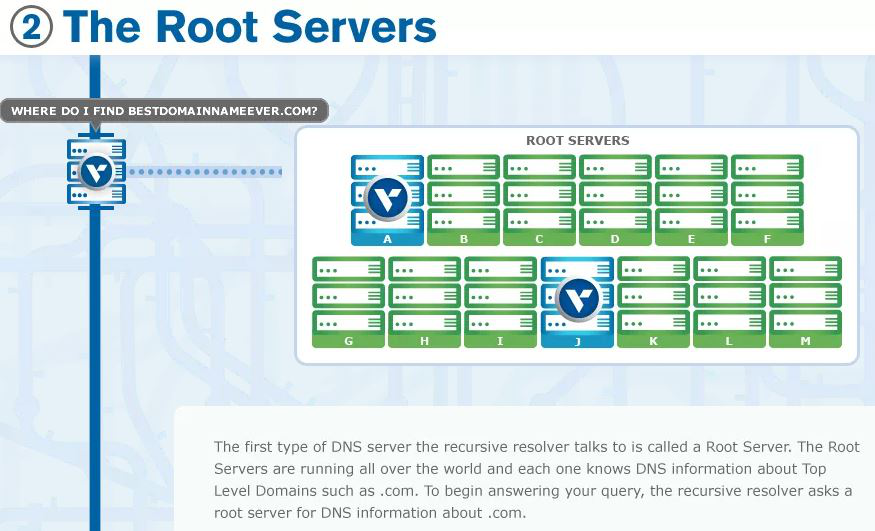 2 The Root Servers
WHERE DO I FIND BESTDOMAINNAMEEVER.COM?
ROOT SERVERS
A B C D E F
G H I J K L M
The first type of DNS server the recursive resolver talks to is called a Root Server. The Root
Servers are running all over the world and each one knows DNS information about Top
Level Domains such as .com. To begin answering your query, the recursive resolver asks a
root server for DNS information about .com.